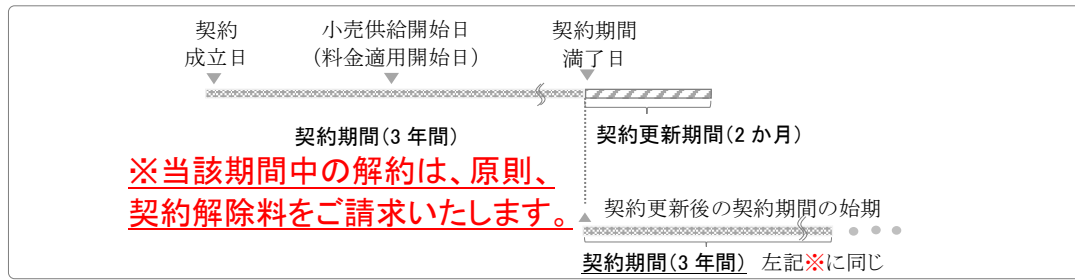 契約
成立日
小売供給開始日
(料金適用開始日)
契約期間
満了日
契約期間(3 年間)
契約更新期間(2 か月)
※当該期間中の解約は、原則、
契約解除料をご請求いたします。
契約更新後の契約期間の始期
契約期間(3 年間) 左記※に同じ